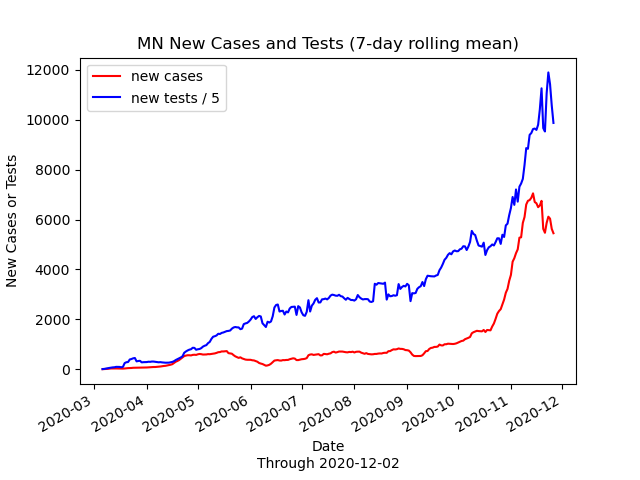 MN New Cases and Tests (7-day rolling mean)
new cases
new tests / 5
12000
10000
8000
6000
4000
2000
0
New Cases or Tests
2020-03
2020-04
2020-05
2020-06
2020-07
2020-08
2020-09
2020-10
2020-11
2020-12
Date
Through 2020-12-02